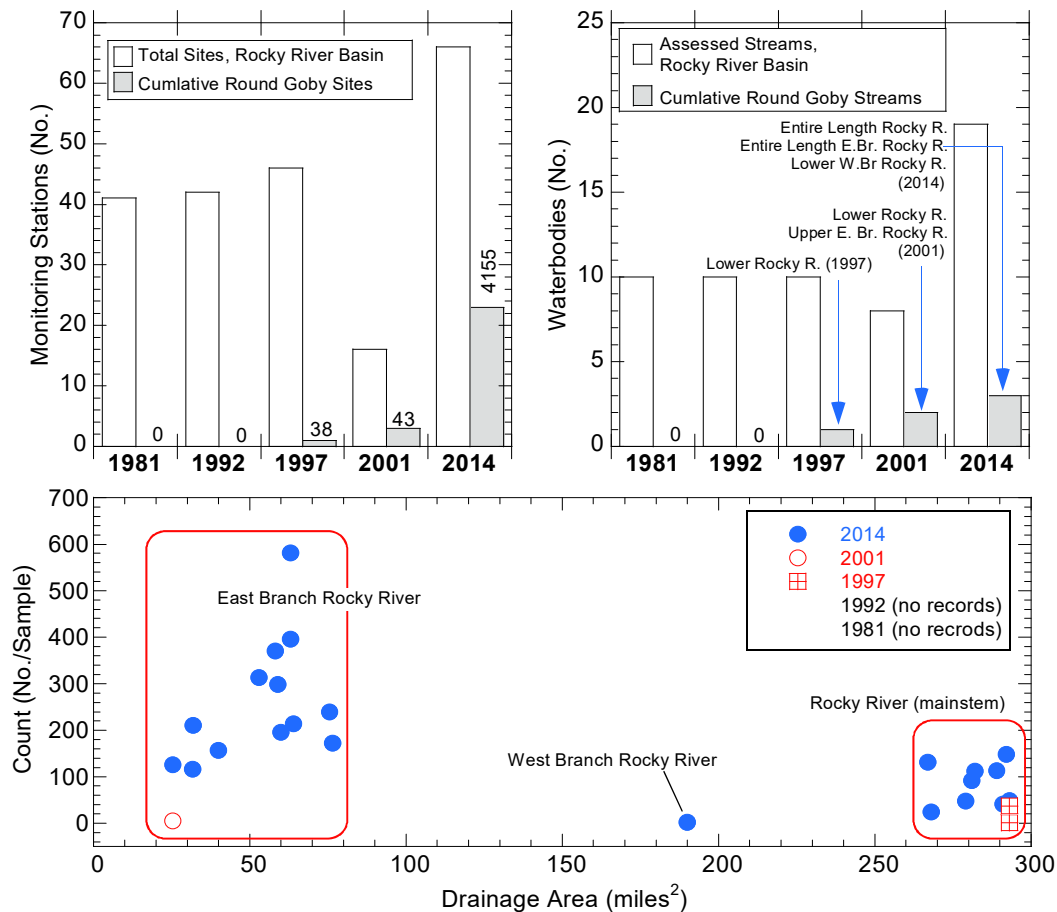 70
60
50
40
30
20
10
0
Monitoring Stations (No.)
Total Sites, Rocky River Basin
Cumlative Round Goby Sites
0
0
38
43
4155
1981
1992
1997
2001
2014
25
20
15
10
5
0
Waterbodies (No.)
Assessed Streams,
Rocky River Basin
Cumlative Round Goby Streams
Entire Length Rocky R.
Entire Length E.Br. Rocky R.
Lower W.Br Rocky R.
(2014)
Lower Rocky R.
Upper E. Br. Rocky R.
(2001)
Lower Rocky R. (1997)
0
0
1981
1992
1997
2001
2014
700
600
500
400
300
200
100
0
Count (No./Sample)
East Branch Rocky River
West Branch Rocky River
Rocky River (mainstem)
2014
2001
1997
1992 (no records)
1981 (no recrods)
0
50
100
150
200
250
300
Drainage Area (miles²)